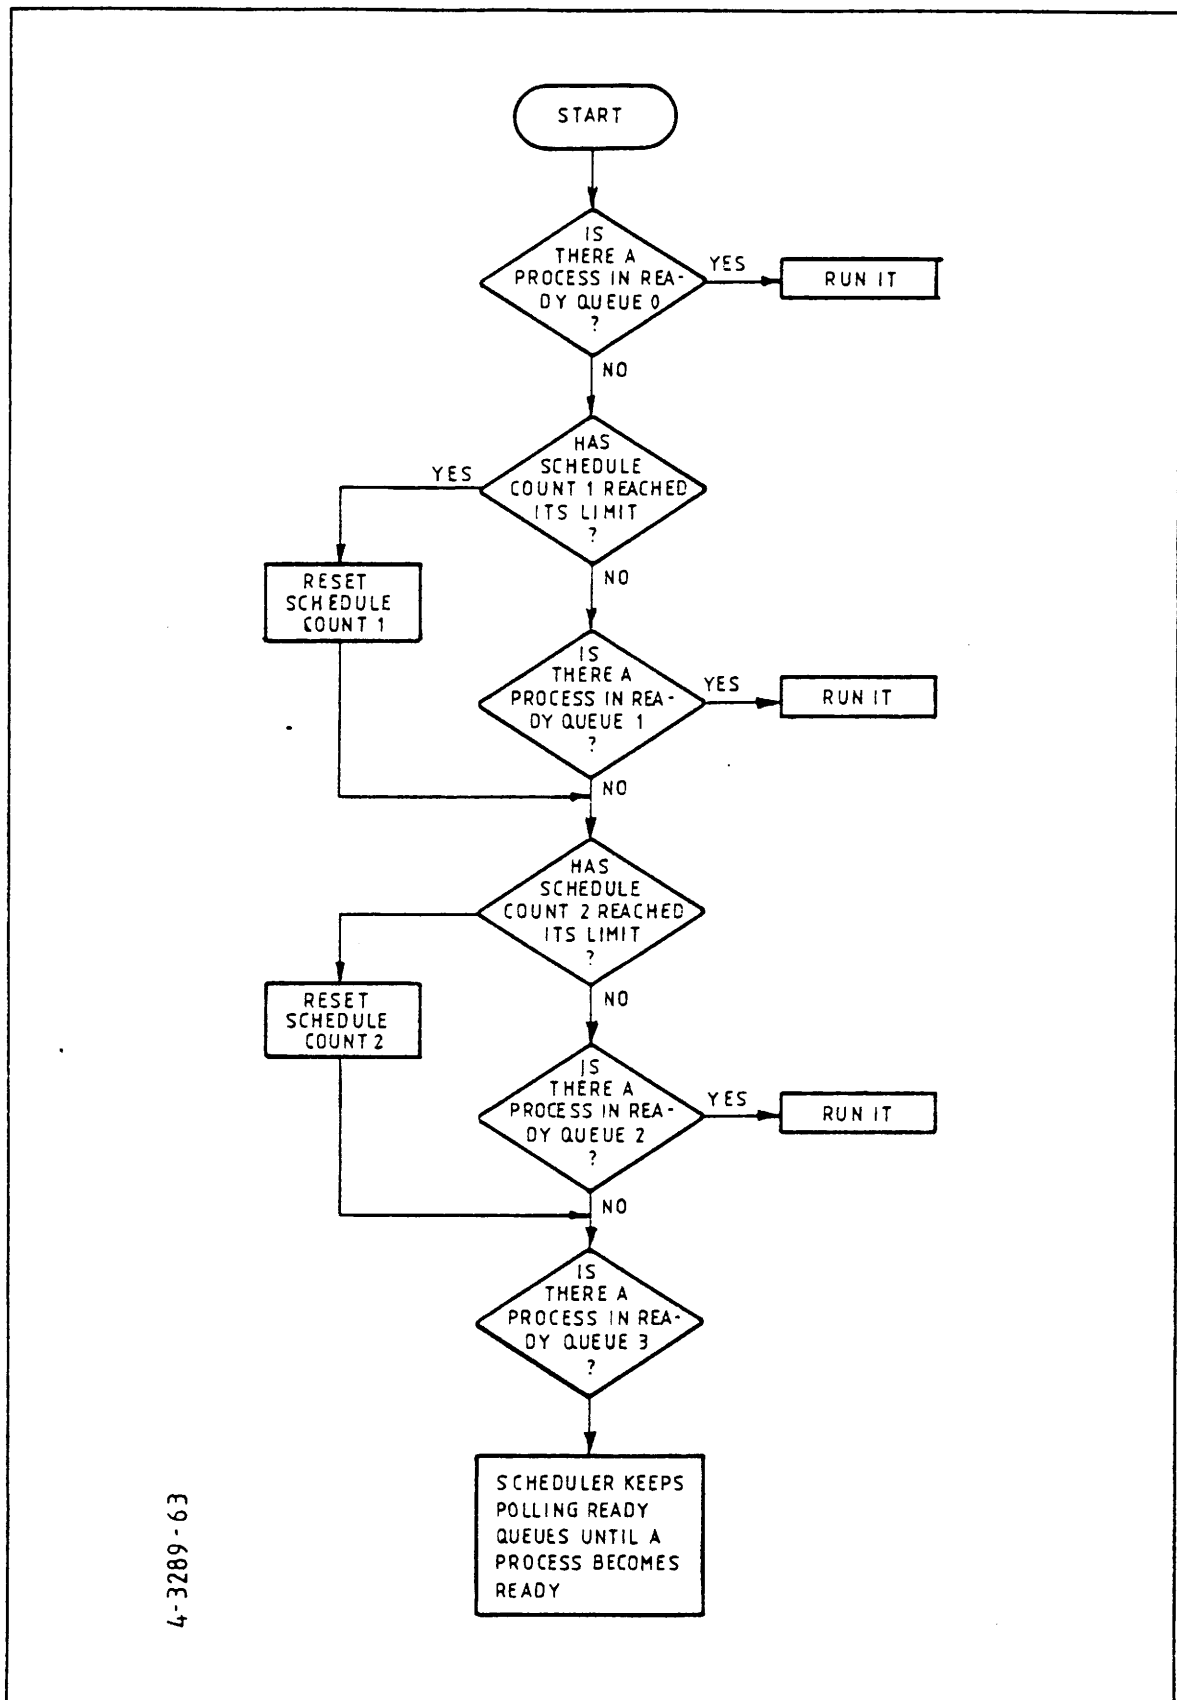 START
IS
THERE A
PROCESS IN REA-
DY QUEUE 0
?
YES
RUN IT
NO
HAS
SCHEDULE
COUNT 1 REACHED
ITS LIMIT
?
YES
NO
RESET
SCHEDULE
COUNT 1
IS
THERE A
PROCESS IN REA-
DY QUEUE 1
?
YES
RUN IT
NO
HAS
SCHEDULE
COUNT 2 REACHED
ITS LIMIT
?
NO
RESET
SCHEDULE
COUNT 2
IS
THERE A
PROCESS IN REA-
DY QUEUE 2
?
YES
RUN IT
NO
IS
THERE A
PROCESS IN REA-
DY QUEUE 3
?
SCHEDULER KEEPS
POLLING READY
QUEUES UNTIL A
PROCESS BECOMES
READY
4-3289-63